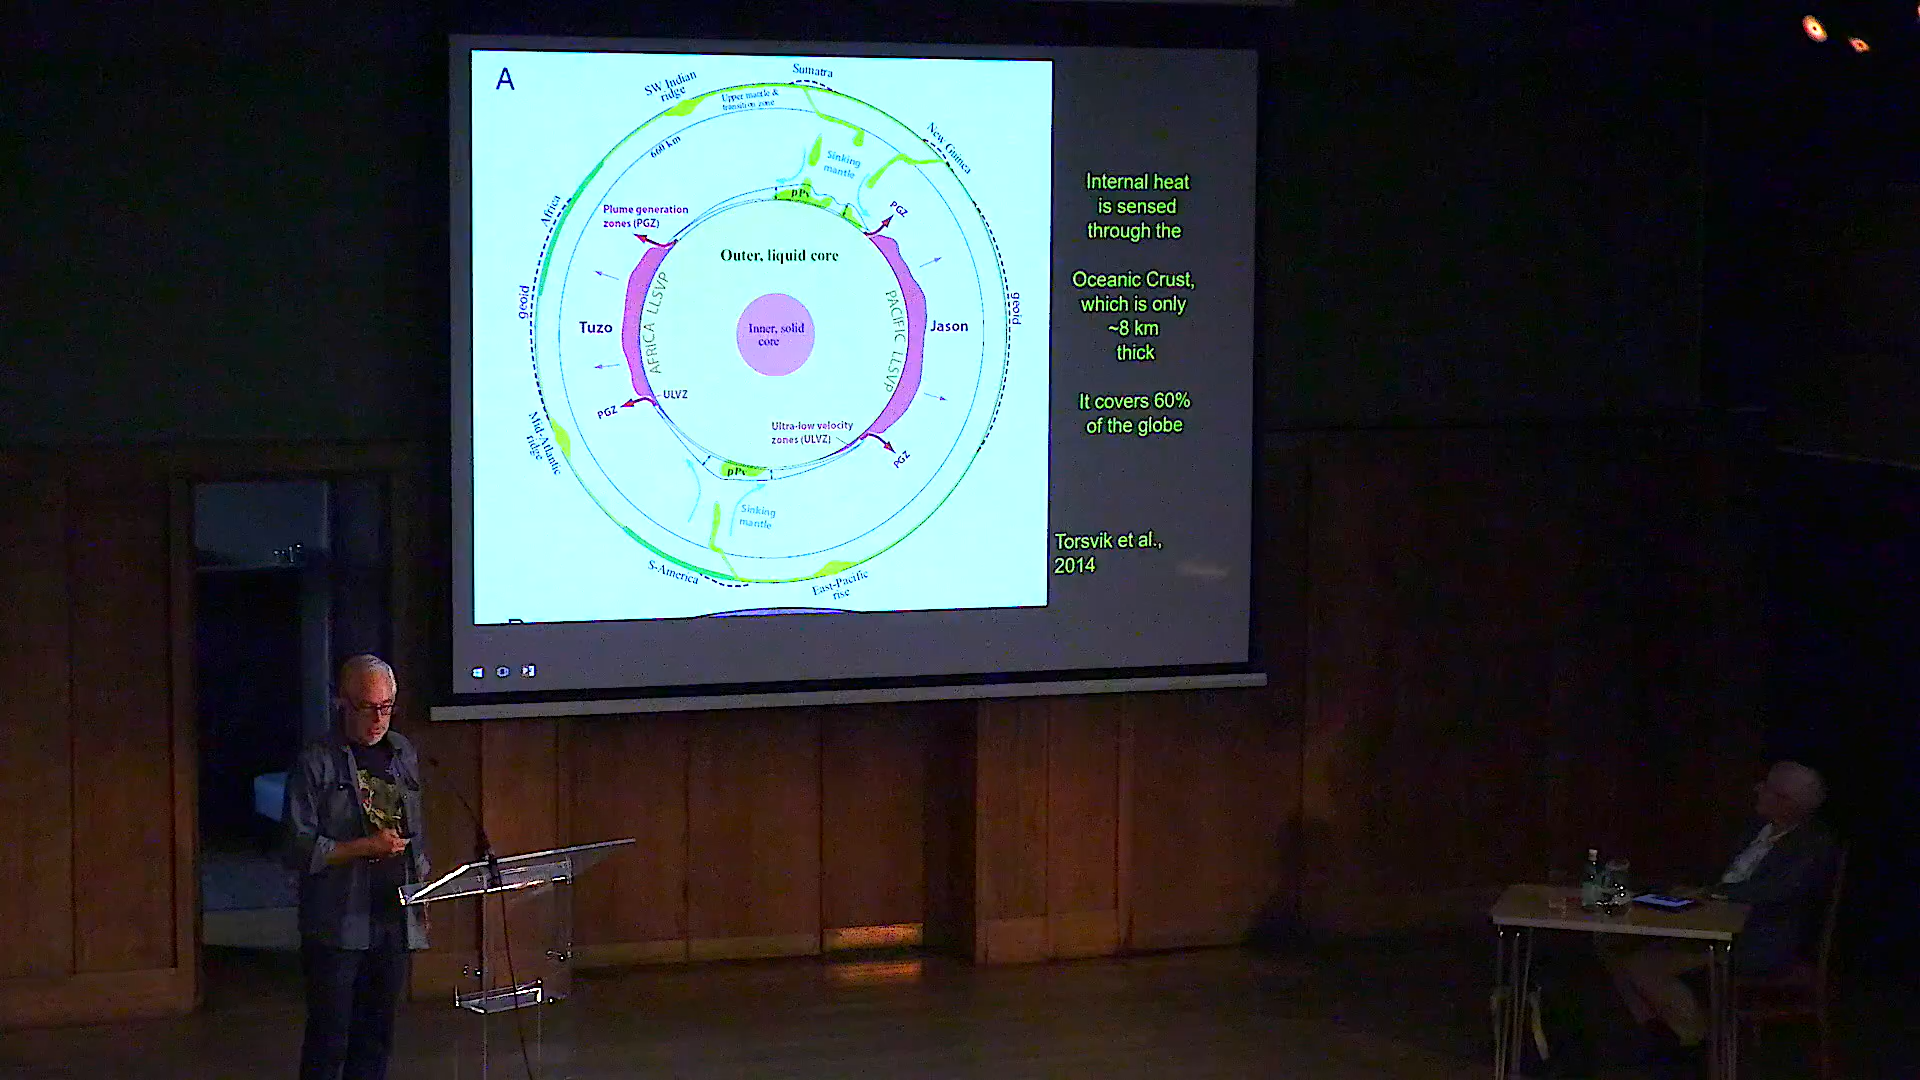 A
Sumatra
SW Indian
ridge
Upper mantle &
transition zone
New Guinea
660 km
Sinking
mantle
pPv
Africa
Plume generation
zones (PGZ)
PGZ
Outer, liquid core
geoid
geoid
AFRICA LLSVP
PACIFIC LLSVP
Tuzo
Inner, solid
core
Jason
ULVZ
PGZ
Ultra-low velocity
zones (ULVZ)
PGZ
Mid-Atlantic
ridge
pPv
Sinking
mantle
S-America
East-Pacific
rise
Internal heat
is sensed
through the
Oceanic Crust,
which is only
~8 km
thick
It covers 60%
of the globe
Torsvik et al.,
2014